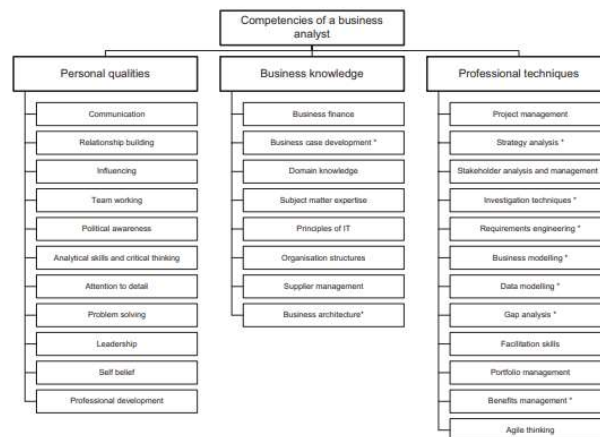 Competencies of a business
analyst
Personal qualities
Communication
Relationship building
Influencing
Team working
Political awareness
Analytical skills and critical thinking
Attention to detail
Problem solving
Leadership
Self belief
Professional development
Business knowledge
Business finance
Business case development *
Domain knowledge
Subject matter expertise
Principles of IT
Organisation structures
Supplier management
Business architecture*
Professional techniques
Project management
Strategy analysis *
Stakeholder analysis and management
Investigation techniques *
Requirements engineering *
Business modelling *
Data modelling *
Gap analysis *
Facilitation skills
Portfolio management
Benefits management *
Agile thinking